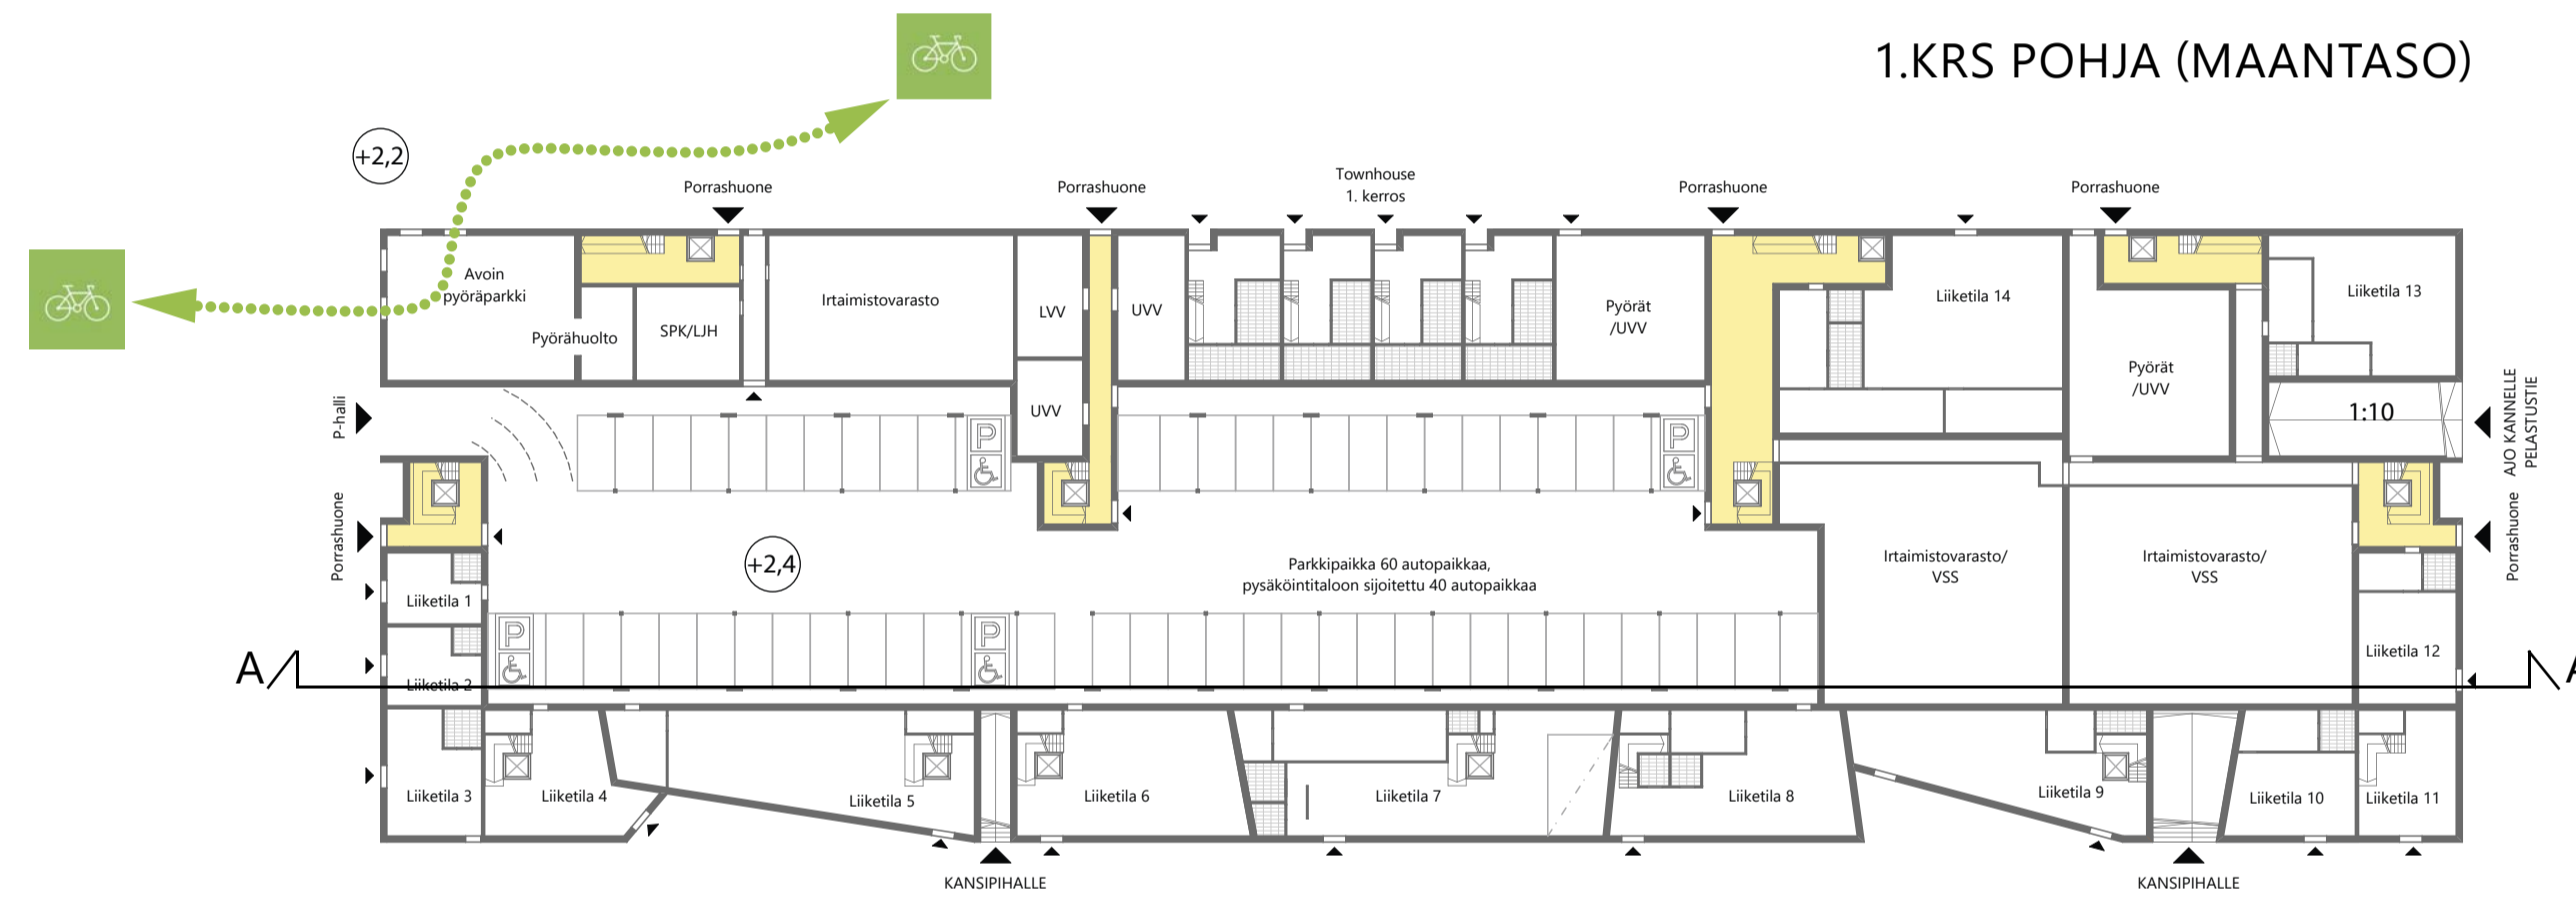 1.KRS POHJA (MAANTASO)
+2,2
Porrashuone
Porrashuone
Townhouse
1. kerros
Porrashuone
Porrashuone
Avoin
pyöräparkki
Pyörähuolto
SPK/LJH
Irtaimistovarasto
LVV
UVV
UVV
Pyörät
/UVV
Liiketila 14
Pyörät
/UVV
Liiketila 13
1:10
AJO KANNELLE
PELASTUSTIE
P-halli
P
P
Porrashuone
Porrashuone
+2,4
Parkkipaikka 60 autopaikkaa,
pysäköintitaloon sijoitettu 40 autopaikkaa
Irtaimistovarasto/
VSS
Irtaimistovarasto/
VSS
Liiketila 1
P
P
Liiketila 12
A
A
Liiketila 2
Liiketila 3
Liiketila 4
Liiketila 5
Liiketila 6
Liiketila 7
Liiketila 8
Liiketila 9
Liiketila 10
Liiketila 11
KANSIPIHALLE
KANSIPIHALLE